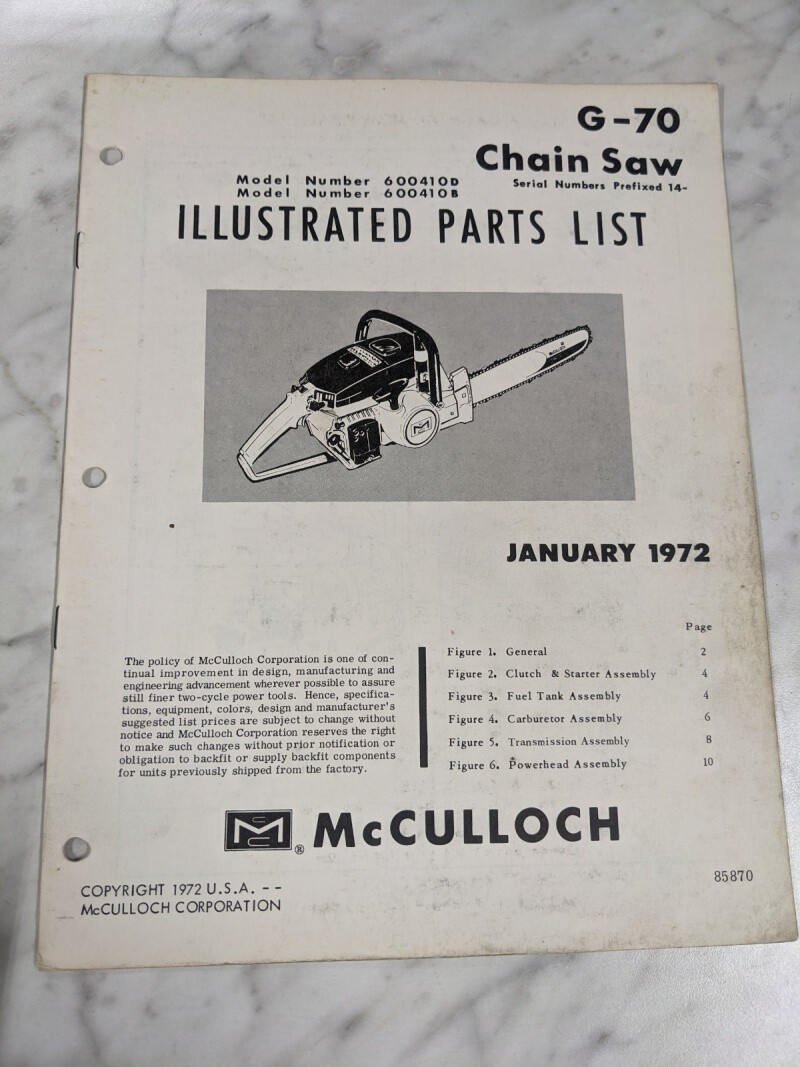 G-70
Chain Saw
Serial Numbers Prefixed 14-
Model Number 600410D
Model Number 600410B
ILLUSTRATED PARTS LIST
JANUARY 1972
The policy of McCulloch Corporation is one of con-
tinual improvement in design, manufacturing and
engineering advancement wherever possible to assure
still finer two-cycle power tools. Hence, specifica-
tions, equipment, colors, design and manufacturer's
suggested list prices are subject to change without
notice and McCulloch Corporation reserves the right
to make such changes without prior notification or
obligation to backfit or supply backfit components
for units previously shipped from the factory.
Page
Figure 1. General 2
Figure 2. Clutch & Starter Assembly 4
Figure 3. Fuel Tank Assembly 4
Figure 4. Carburetor Assembly 6
Figure 5. Transmission Assembly 8
Figure 6. Powerhead Assembly 10
® McCULLOCH
85870
COPYRIGHT 1972 U.S.A. --
McCULLOCH CORPORATION